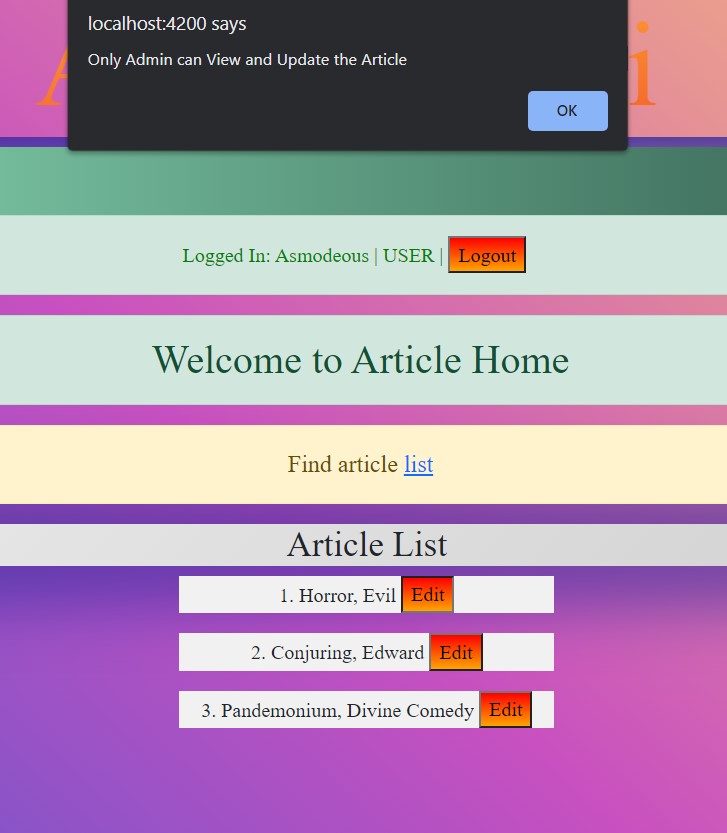 localhost:4200 says
Only Admin can View and Update the Article
OK
Logged In: Asmodeous | USER | Logout
Welcome to Article Home
Find article list
Article List
1. Horror, Evil Edit
2. Conjuring, Edward Edit
3. Pandemonium, Divine Comedy Edit